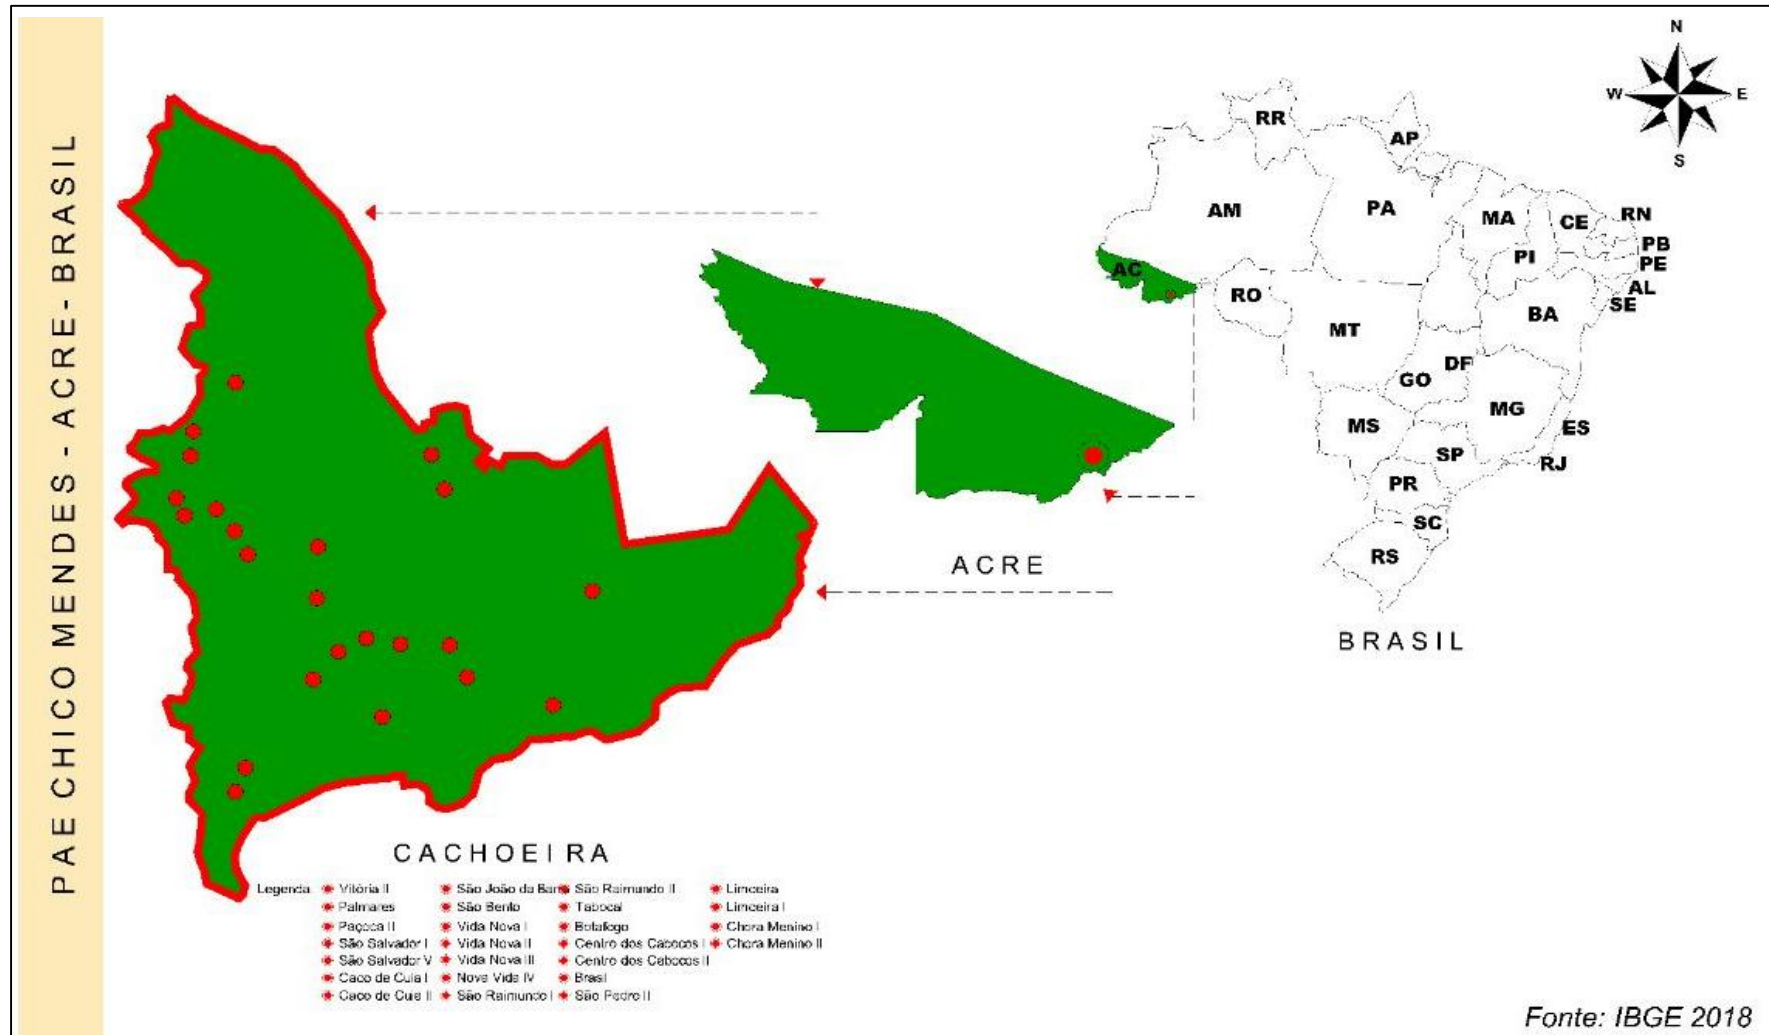 PAE CHICO MENDES - ACRE - BRASIL
N
W E
S
RR
AP
AM
PA
MA
CE
RN
PB
PI
PE
AC
AL
RO
SE
BA
MT
DF
GO
MG
MS
ES
SP
RJ
PR
SC
RS
ACRE
BRASIL
CACHOEIRA
Legenda
Vitória II
Palmares
Paçoca II
São Salvador I
São Salvador V
Caco de Cuia I
Caco de Cuia II
São João da Barra
São Bento
Vida Nova I
Vida Nova II
Vida Nova III
Nova Vida IV
São Raimundo I
São Raimundo II
Tabocal
Botafogo
Centro dos Cabocos I
Centro dos Cabocos II
Brasil
São Pedro II
Limoeira
Limoeira I
Chora Menino I
Chora Menino II
Fonte: IBGE 2018